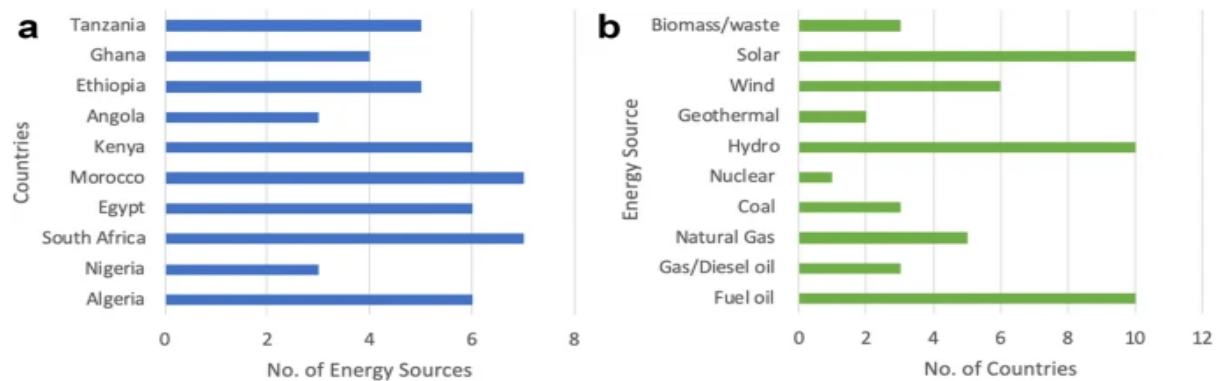 a
Countries
Tanzania
Ghana
Ethiopia
Angola
Kenya
Morocco
Egypt
South Africa
Nigeria
Algeria
0 2 4 6 8
No. of Energy Sources
b
Energy Source
Biomass/waste
Solar
Wind
Geothermal
Hydro
Nuclear
Coal
Natural Gas
Gas/Diesel oil
Fuel oil
0 2 4 6 8 10 12
No. of Countries